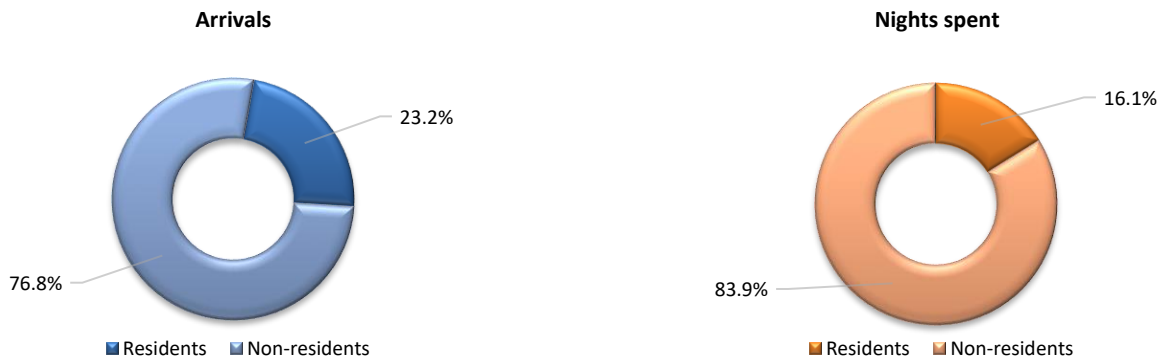 Arrivals
23.2%
76.8%
Residents Non-residents
Nights spent
16.1%
83.9%
Residents Non-residents